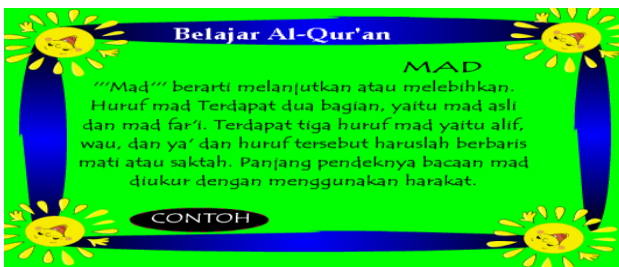 Belajar Al-Qur'an
MAD
'''Mad''' berarti melanjutkan atau melebihkan.
Huruf mad Terdapat dua bagian, yaitu mad asli
dan mad far'i. Terdapat tiga huruf mad yaitu alif,
wau, dan ya' dan huruf tersebut haruslah berbaris
mati atau saktah. Panjang pendeknya bacaan mad
diukur dengan menggunakan harakat.
CONTOH